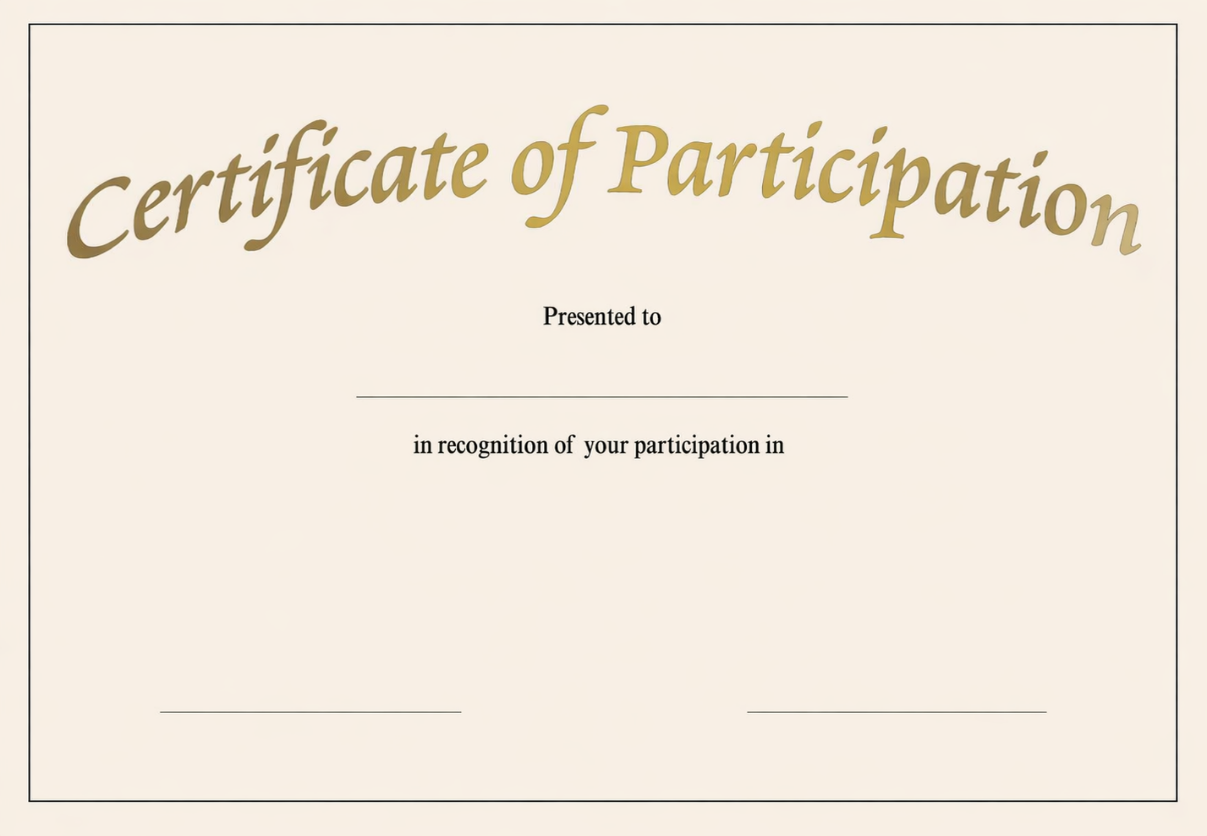 Certificate of Participation
Presented to
in recognition of your participation in